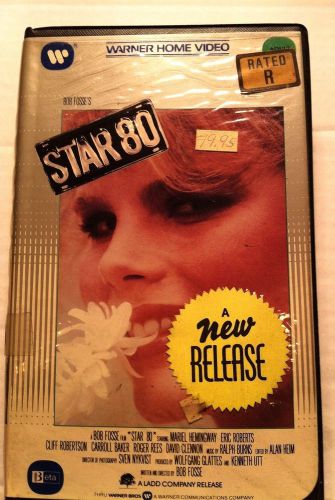 WARNER HOME VIDEO
ADULT
RATED
R
BOB FOSSE'S
STAR 80
79.95
A
new
RELEASE
A BOB FOSSE FILM "STAR 80" STARRING MARIEL HEMINGWAY ERIC ROBERTS
CLIFF ROBERTSON CARROLL BAKER ROGER REES DAVID CLENNON MUSIC BY RALPH BURNS EDITED BY ALAN HEIM
DIRECTOR OF PHOTOGRAPHY SVEN NYKVIST PRODUCED BY WOLFGANG GLATTES AND KENNETH UTT
WRITTEN AND DIRECTED BY BOB FOSSE
A LADD COMPANY RELEASE
THRU WARNER BROS. A WARNER COMMUNICATIONS COMPANY
Beta